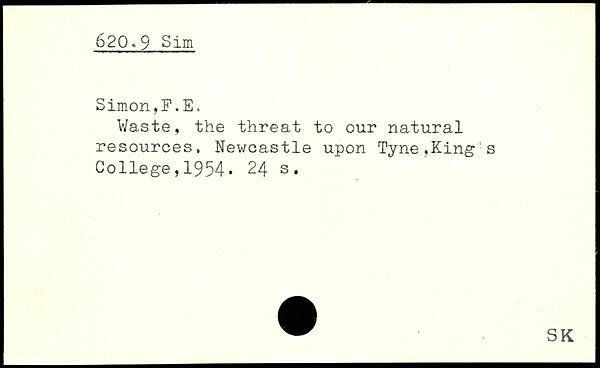 620.9 Sim
Simon,F.E.
Waste, the threat to our natural
resources. Newcastle upon Tyne,King's
College,1954. 24 s.
SK